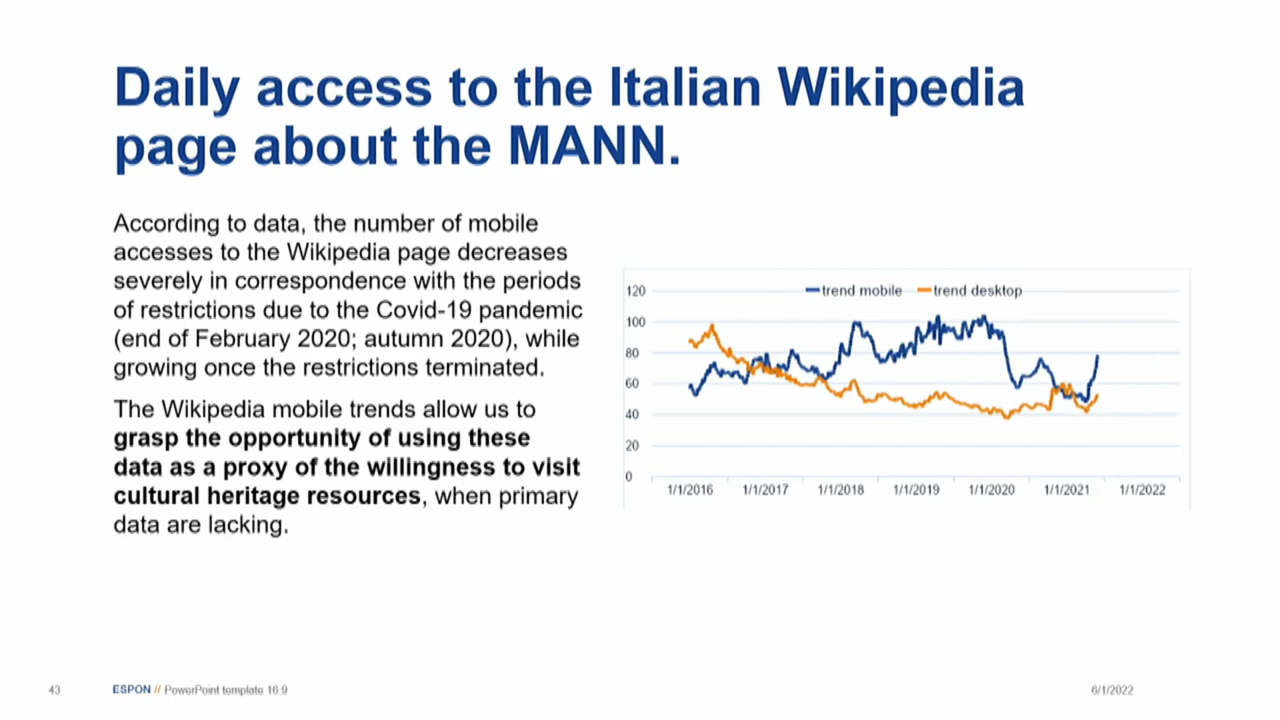 Daily access to the Italian Wikipedia
page about the MANN.
According to data, the number of mobile
accesses to the Wikipedia page decreases
severely in correspondence with the periods
of restrictions due to the Covid-19 pandemic
(end of February 2020; autumn 2020), while
growing once the restrictions terminated.
The Wikipedia mobile trends allow us to
grasp the opportunity of using these
data as a proxy of the willingness to visit
cultural heritage resources, when primary
data are lacking.
trend mobile trend desktop
120
100
80
60
40
20
0
1/1/2016 1/1/2017 1/1/2018 1/1/2019 1/1/2020 1/1/2021 1/1/2022
43 ESPON // PowerPoint template 16:9 6/1/2022